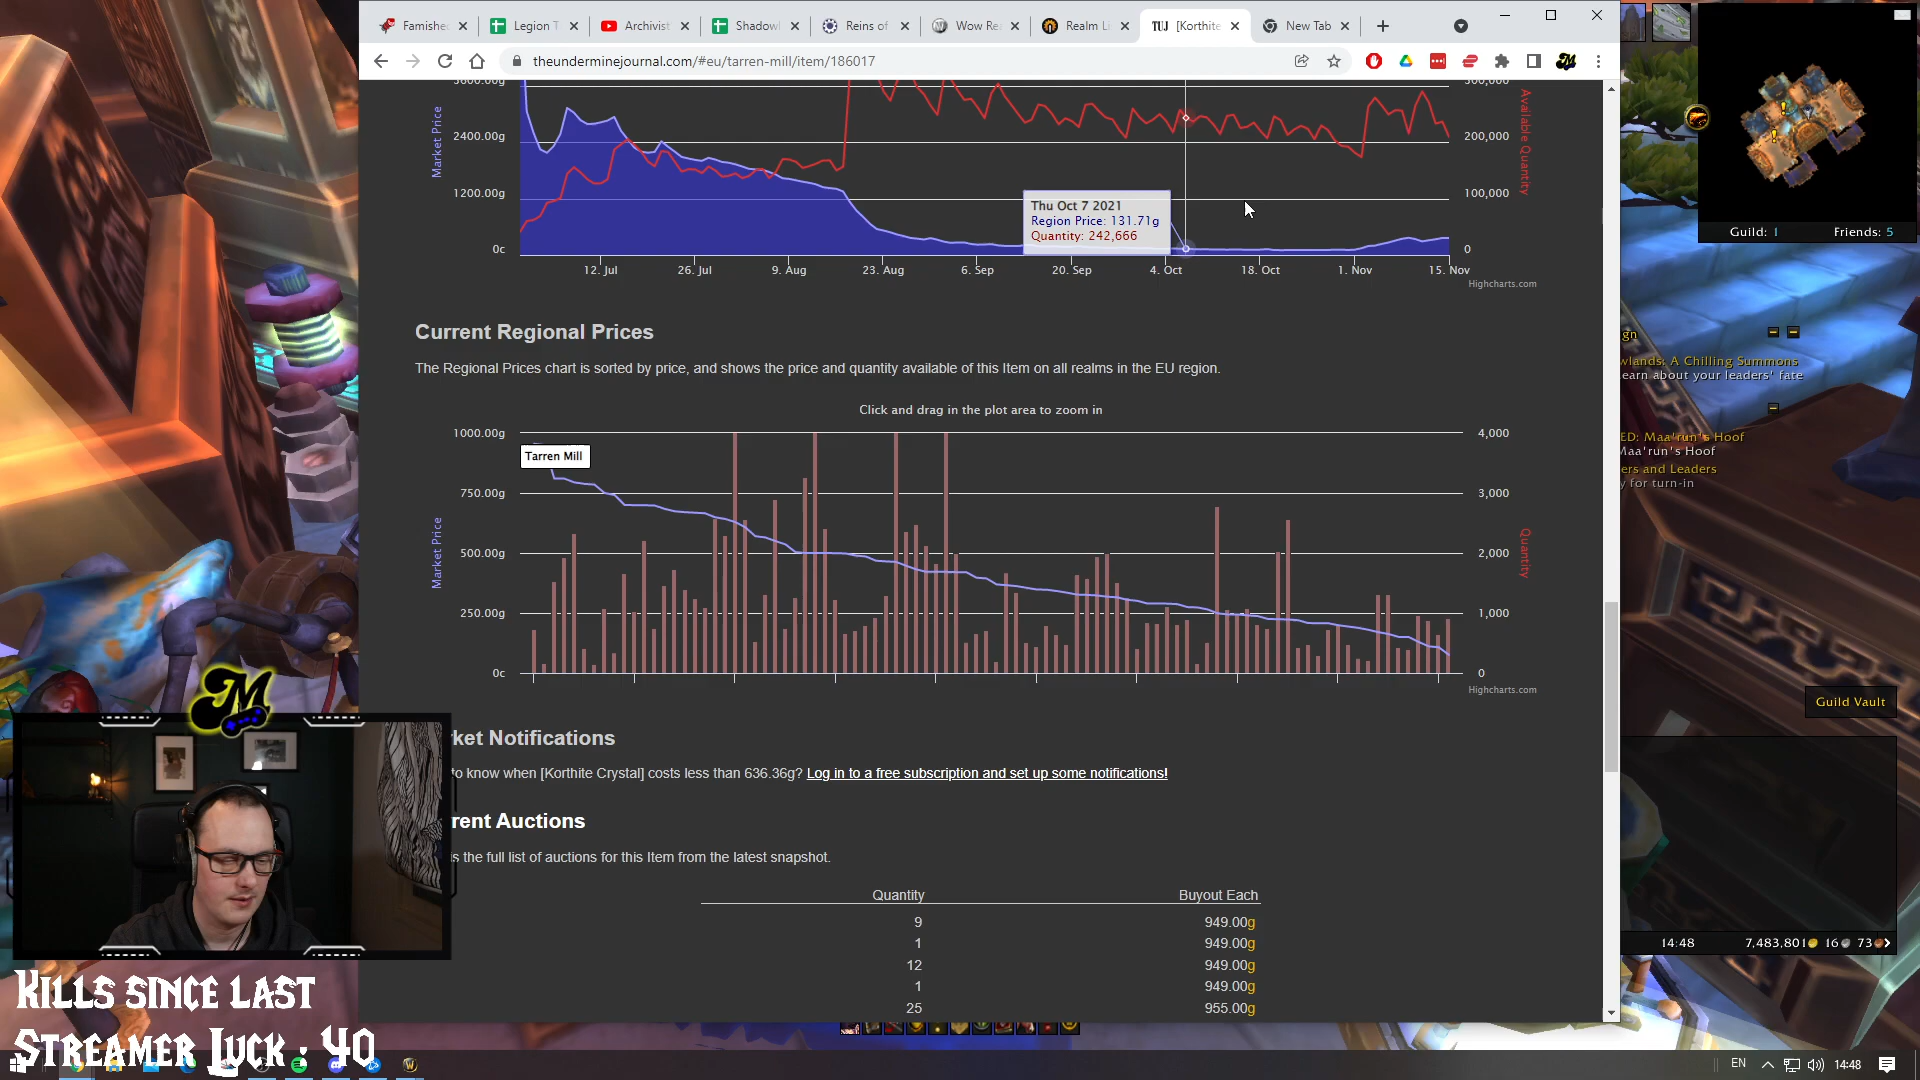 Famishe
Legion T
Archivist
Shadowl
Reins of
Wow Re
Realm Li
TUJ [Korthite
New Tab
theunderminejournal.com/#eu/tarren-mill/item/186017
3600.00g
300,000
2400.00g
200,000
1200.00g
100,000
0c
0
Market Price
Available Quantity
Thu Oct 7 2021
Region Price: 131.71g
Quantity: 242,666
12. Jul
26. Jul
9. Aug
23. Aug
6. Sep
20. Sep
4. Oct
18. Oct
1. Nov
15. Nov
Highcharts.com
Current Regional Prices
The Regional Prices chart is sorted by price, and shows the price and quantity available of this Item on all realms in the EU region.
Click and drag in the plot area to zoom in
1000.00g
4,000
Tarren Mill
750.00g
3,000
500.00g
2,000
250.00g
1,000
0c
0
Market Price
Quantity
Highcharts.com
ket Notifications
to know when [Korthite Crystal] costs less than 636.36g? Log in to a free subscription and set up some notifications!
rent Auctions
is the full list of auctions for this Item from the latest snapshot.
Quantity
Buyout Each
9
949.00g
1
949.00g
12
949.00g
1
949.00g
25
955.00g
Guild: 1
Friends: 5
gn
wlands: A Chilling Summons
earn about your leaders' fate
ED: Maa'run's Hoof
Maa'run's Hoof
ers and Leaders
y for turn-in
Guild Vault
14:48
7,483,801 16 73
M
Kills since last
Streamer Luck : 40
EN
14:48